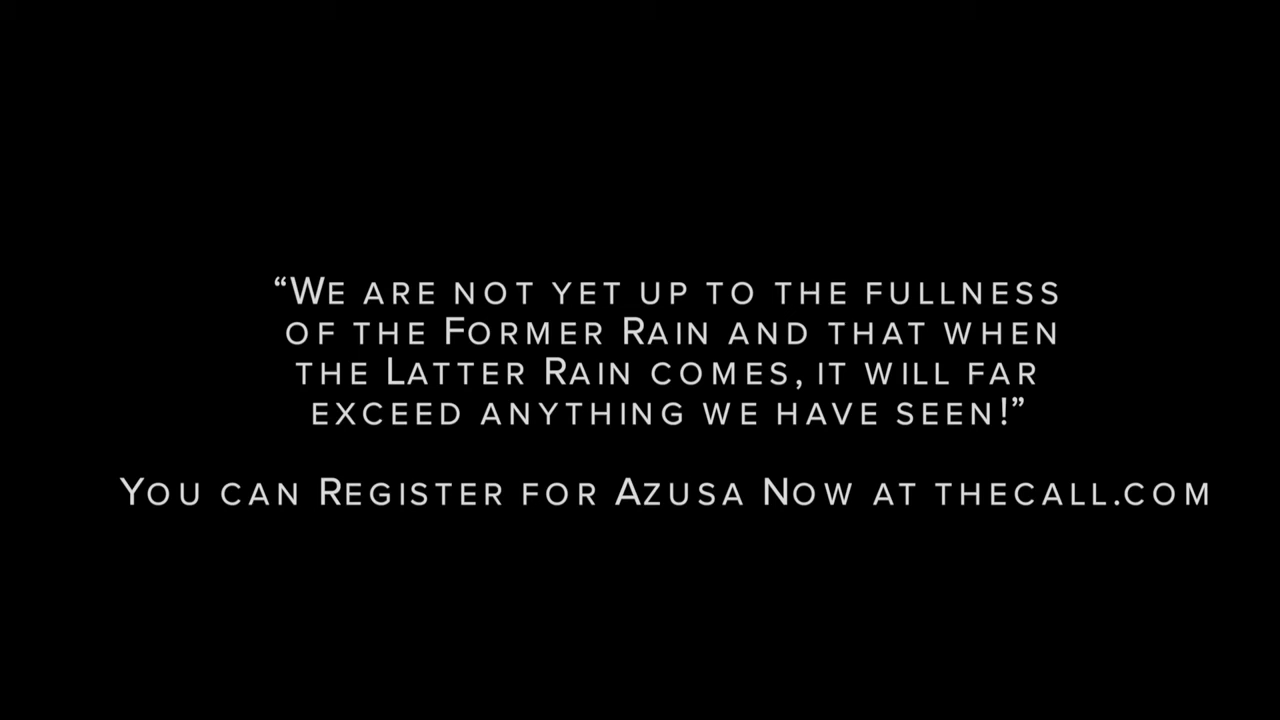 “We are not yet up to the fullness
of the Former Rain and that when
the Latter Rain comes, it will far
exceed anything we have seen!”
You can Register for Azusa Now at thecall.com